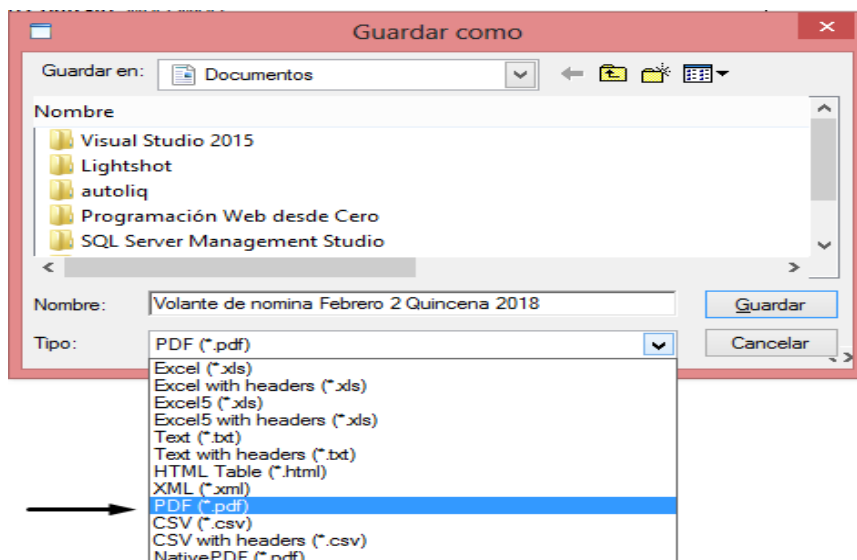 Guardar como
Guardar en: Documentos
Nombre
Visual Studio 2015
Lightshot
autoliq
Programación Web desde Cero
SQL Server Management Studio
Nombre: Volante de nomina Febrero 2 Quincena 2018 Guardar
Tipo: PDF (*.pdf) Cancelar
Excel (*.xls)
Excel with headers (*.xls)
Excel5 (*.xls)
Excel5 with headers (*.xls)
Text (*.txt)
Text with headers (*.txt)
HTML Table (*.html)
XML (*.xml)
PDF (*.pdf)
CSV (*.csv)
CSV with headers (*.csv)
NativePDF (*.pdf)